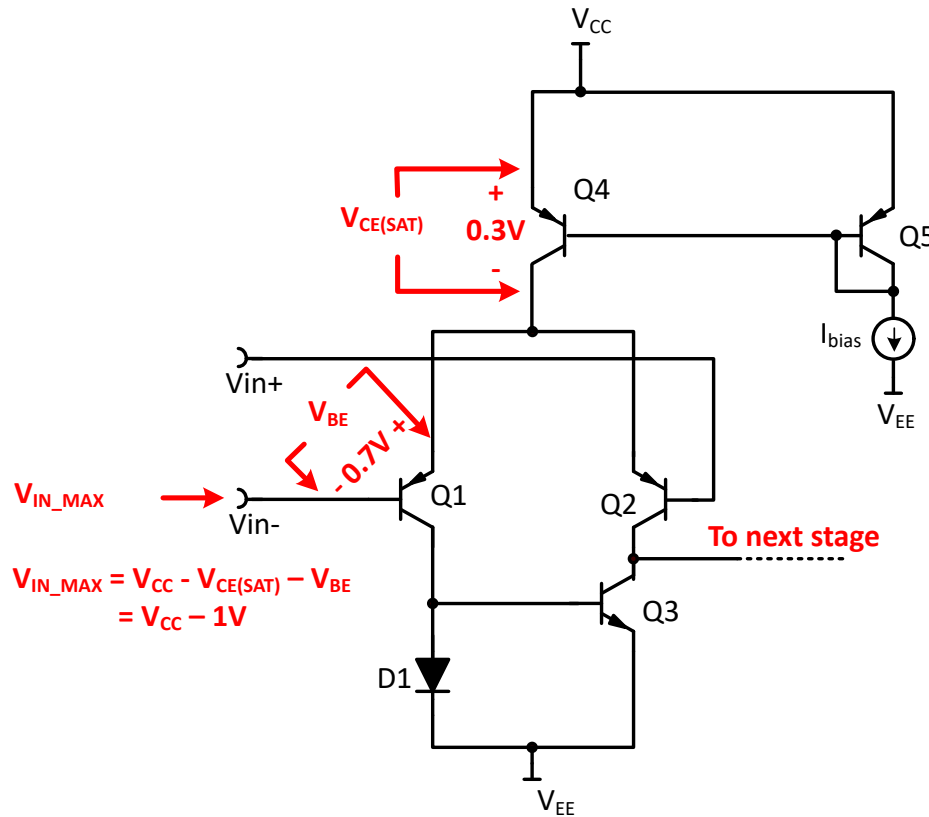 VCC
Q4
+
VCE(SAT)
0.3V
-
Q5
Ibias
VEE
Vin+
VBE
- 0.7V +
VIN_MAX
Vin-
Q1
Q2
To next stage
VIN_MAX = VCC - VCE(SAT) – VBE
= VCC – 1V
Q3
D1
VEE